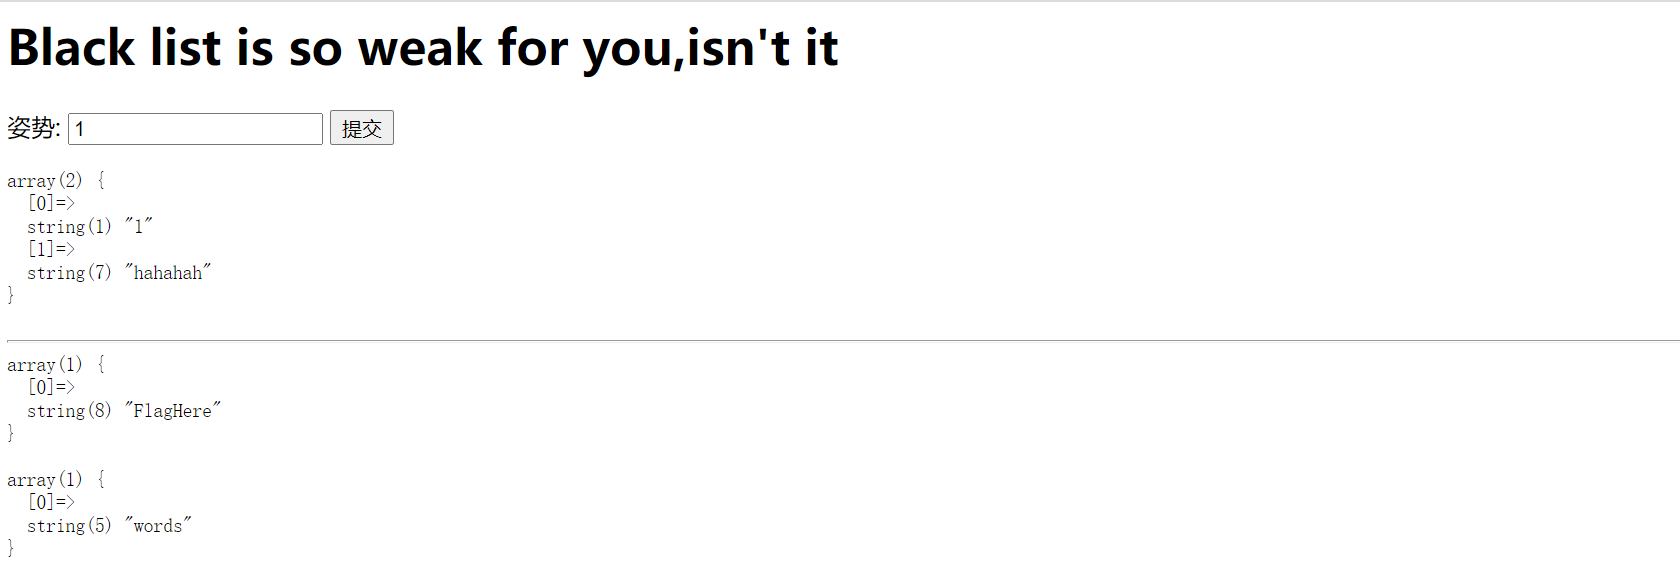 Black list is so weak for you,isn't it
姿势: 1 提交
array(2) {
  [0]=>
  string(1) "1"
  [1]=>
  string(7) "hahahah"
}
array(1) {
  [0]=>
  string(8) "FlagHere"
}
array(1) {
  [0]=>
  string(5) "words"
}